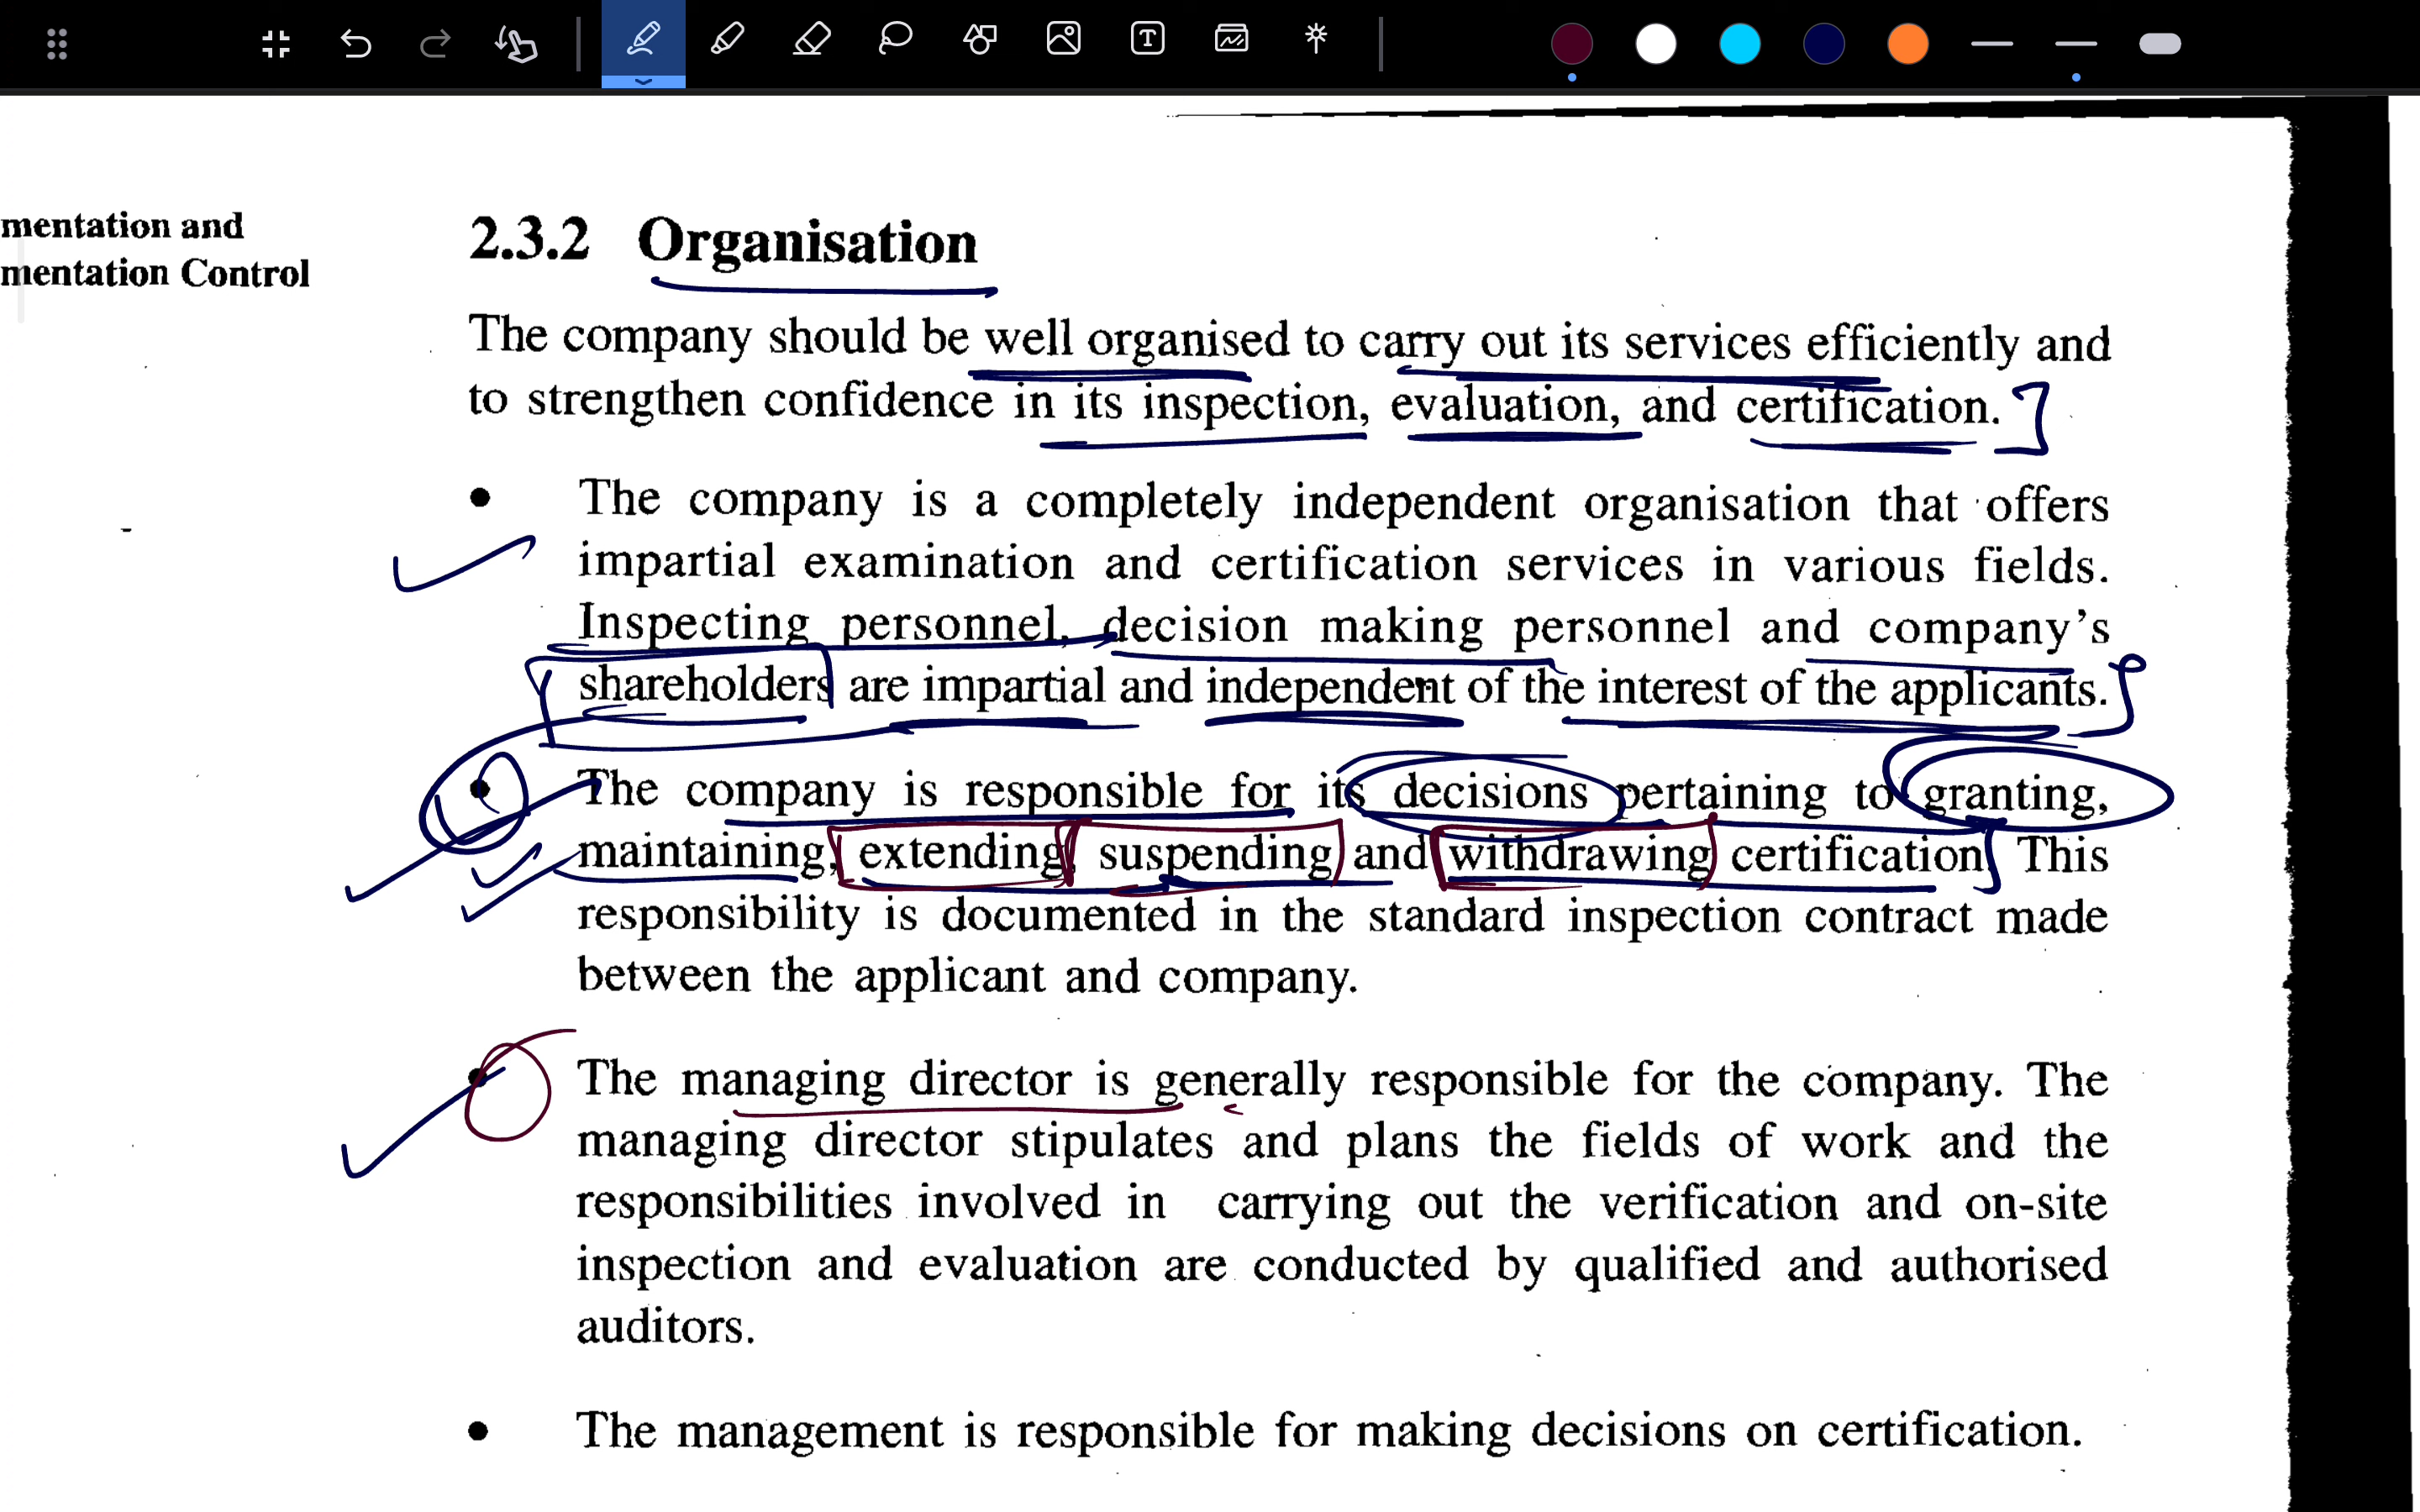 mentation and
mentation Control
2.3.2 Organisation
The company should be well organised to carry out its services efficiently and
to strengthen confidence in its inspection, evaluation, and certification.
• The company is a completely independent organisation that offers
impartial examination and certification services in various fields.
Inspecting personnel, decision making personnel and company's
shareholders are impartial and independent of the interest of the applicants.
• The company is responsible for its decisions pertaining to granting,
maintaining, extending, suspending and withdrawing certification. This
responsibility is documented in the standard inspection contract made
between the applicant and company.
• The managing director is generally responsible for the company. The
managing director stipulates and plans the fields of work and the
responsibilities involved in carrying out the verification and on-site
inspection and evaluation are conducted by qualified and authorised
auditors.
• The management is responsible for making decisions on certification.